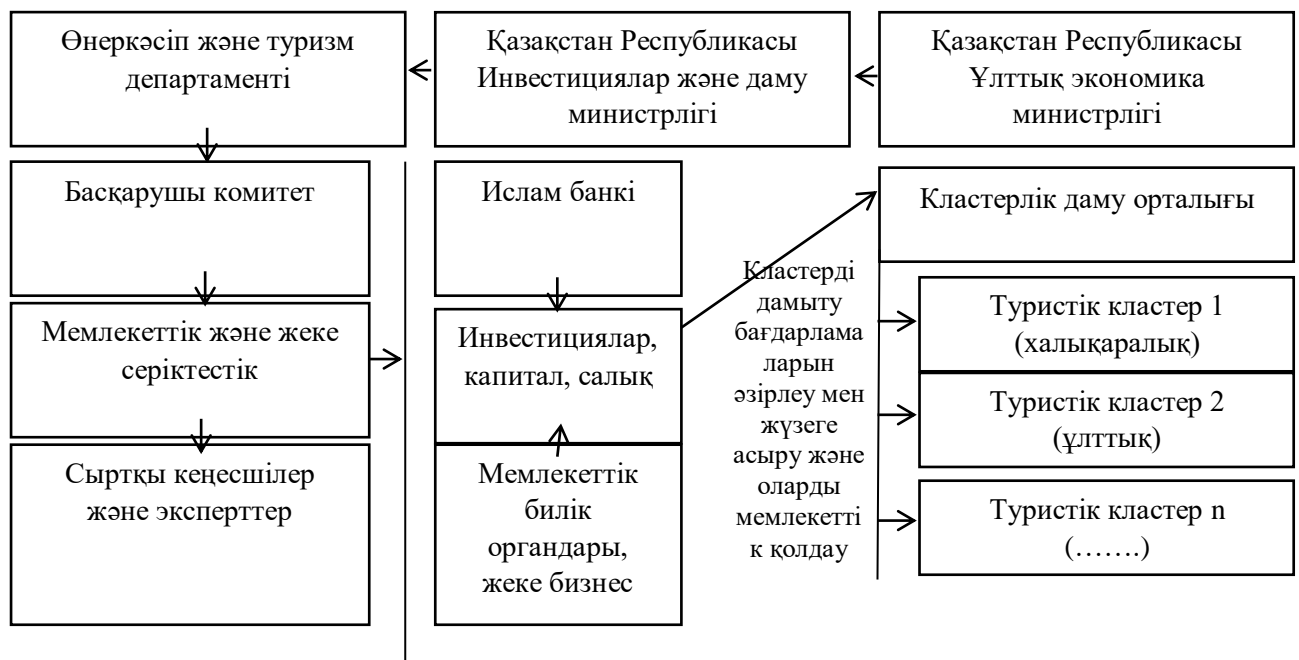 Өнеркәсіп және туризм
департаменті
Қазақстан Республикасы
Инвестициялар және даму
министрлігі
Қазақстан Республикасы
Ұлттық экономика
министрлігі
Басқарушы комитет
Мемлекеттік және жеке
серіктестік
Сыртқы кеңесшілер
және эксперттер
Ислам банкі
Инвестициялар,
капитал, салық
Мемлекеттік
билік
органдары,
жеке бизнес
Кластерді
дамыту
бағдарлама
ларын
әзірлеу мен
жүзеге
асыру және
оларды
мемлекетті
к қолдау
Кластерлік даму орталығы
Туристік кластер 1
(халықаралық)
Туристік кластер 2
(ұлттық)
Туристік кластер n
(…….)